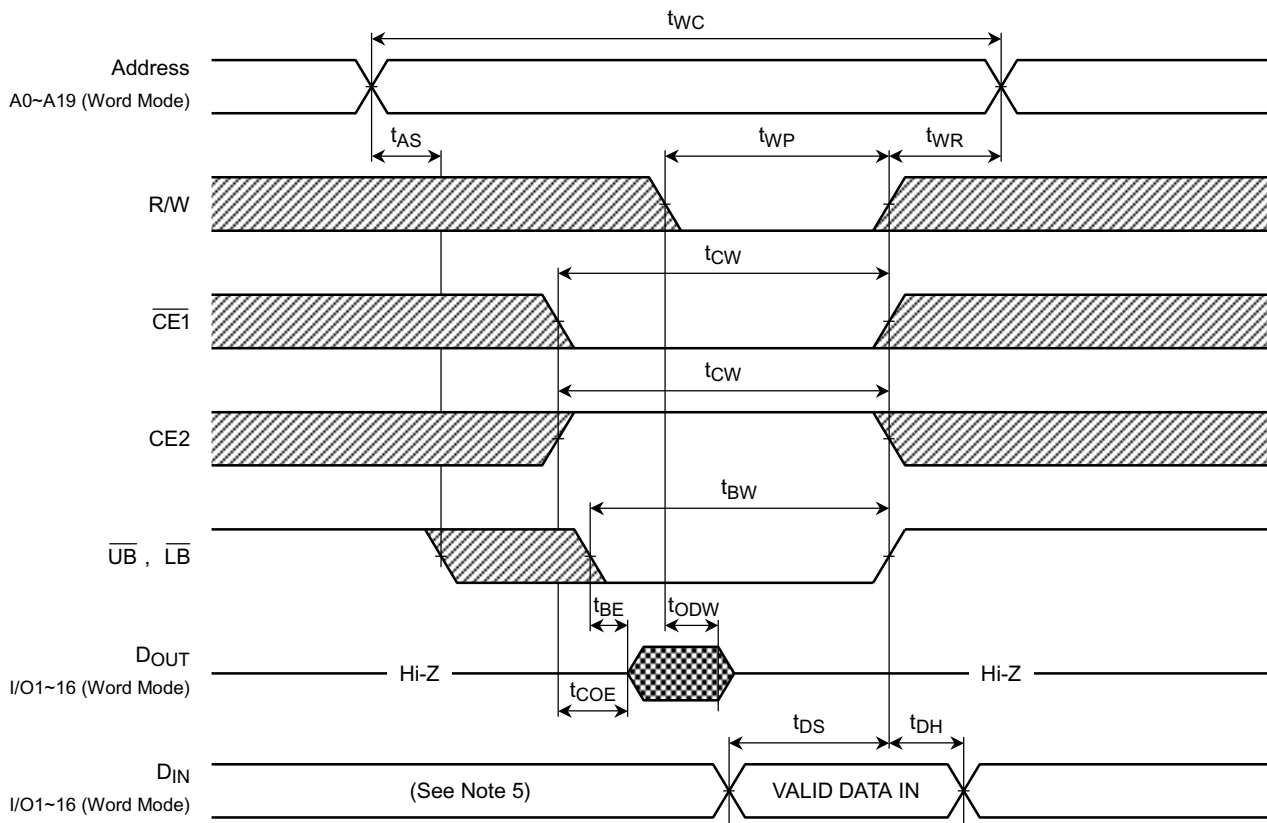 tWC
Address
A0~A19 (Word Mode)
tAS
tWP
tWR
R/W
tCW
CE1
tCW
CE2
tBW
UB , LB
tBE
tODW
DOUT
I/O1~16 (Word Mode)
Hi-Z
Hi-Z
tCOE
tDS
tDH
DIN
I/O1~16 (Word Mode)
(See Note 5)
VALID DATA IN